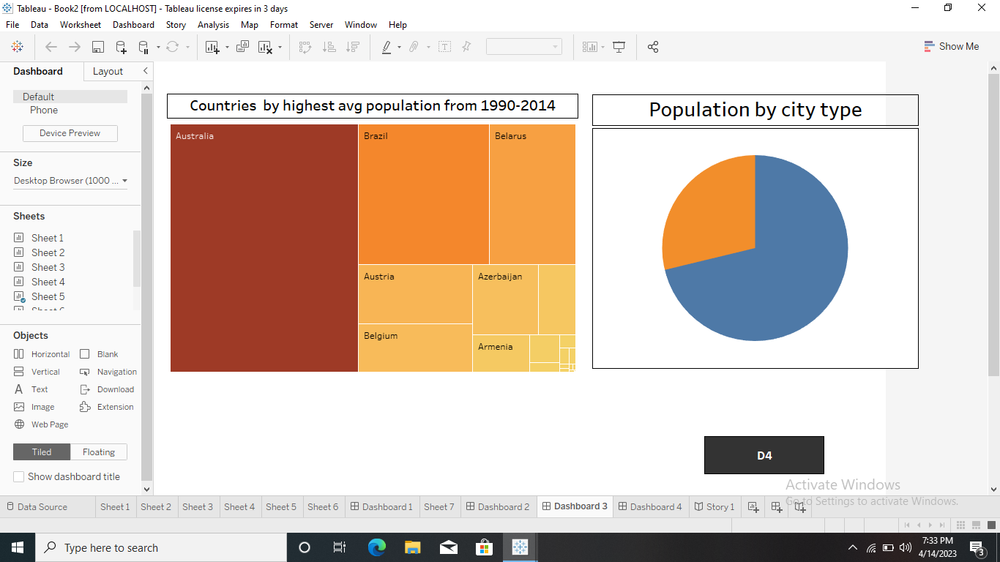 Tableau - Book2 [from LOCALHOST] - Tableau license expires in 3 days
File Data Worksheet Dashboard Story Analysis Map Format Server Window Help
Show Me
Dashboard Layout
Default
Phone
Device Preview
Size
Desktop Browser (1000 ...
Sheets
Sheet 1
Sheet 2
Sheet 3
Sheet 4
Sheet 5
Objects
Horizontal Blank
Vertical Navigation
Text Download
Image Extension
Web Page
Tiled Floating
Show dashboard title
Countries by highest avg population from 1990-2014
Australia
Brazil
Belarus
Austria
Azerbaijan
Belgium
Armenia
Population by city type
D4
Activate Windows
Go to Settings to activate Windows.
Data Source Sheet 1 Sheet 2 Sheet 3 Sheet 4 Sheet 5 Sheet 6 Dashboard 1 Sheet 7 Dashboard 2 Dashboard 3 Dashboard 4 Story 1
Type here to search
7:33 PM
4/14/2023
3